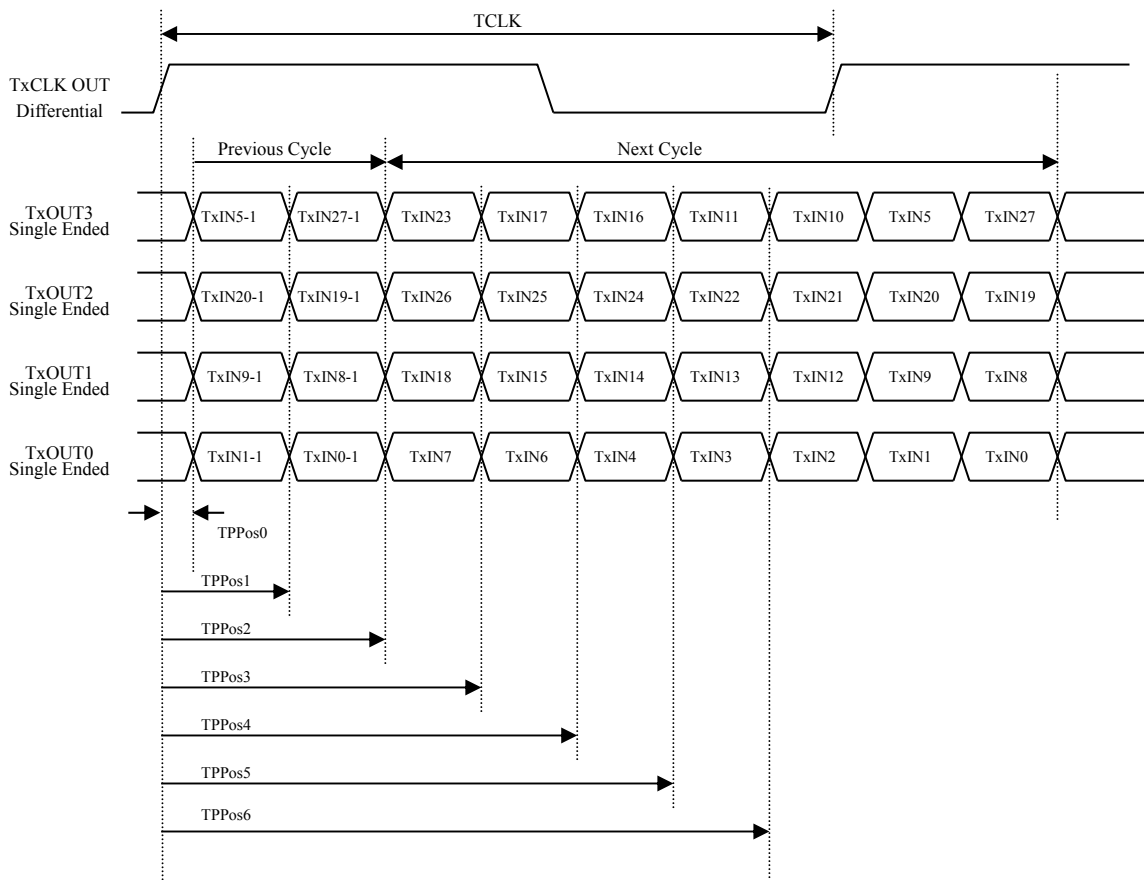 TCLK
TxCLK OUT
Differential
Previous Cycle
Next Cycle
TxOUT3
Single Ended
TxIN5-1 TxIN27-1 TxIN23 TxIN17 TxIN16 TxIN11 TxIN10 TxIN5 TxIN27
TxOUT2
Single Ended
TxIN20-1 TxIN19-1 TxIN26 TxIN25 TxIN24 TxIN22 TxIN21 TxIN20 TxIN19
TxOUT1
Single Ended
TxIN9-1 TxIN8-1 TxIN18 TxIN15 TxIN14 TxIN13 TxIN12 TxIN9 TxIN8
TxOUT0
Single Ended
TxIN1-1 TxIN0-1 TxIN7 TxIN6 TxIN4 TxIN3 TxIN2 TxIN1 TxIN0
TPPos0
TPPos1
TPPos2
TPPos3
TPPos4
TPPos5
TPPos6